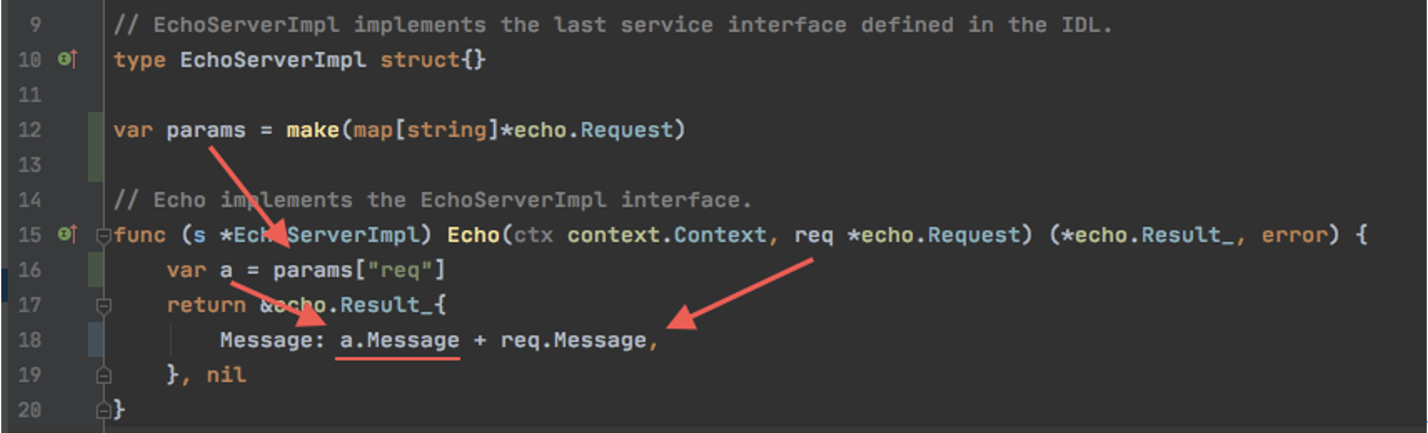 9 // EchoServerImpl implements the last service interface defined in the IDL.
10 type EchoServerImpl struct{}
11
12 var params = make(map[string]*echo.Request)
13
14 // Echo implements the EchoServerImpl interface.
15 func (s *EchoServerImpl) Echo(ctx context.Context, req *echo.Request) (*echo.Result_, error) {
16 var a = params["req"]
17 return &echo.Result_{
18 Message: a.Message + req.Message,
19 }, nil
20 }